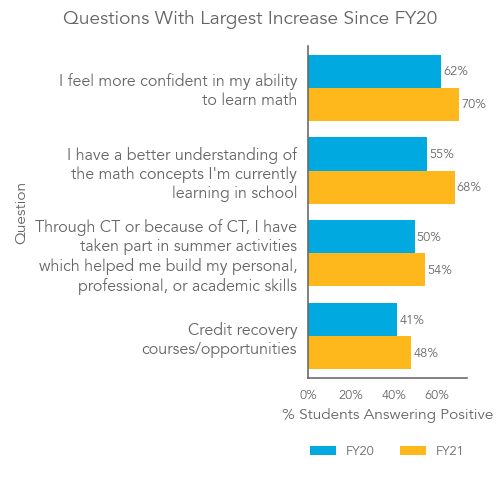 Questions With Largest Increase Since FY20
Question
I feel more confident in my ability
to learn math
62%
70%
I have a better understanding of
the math concepts I'm currently
learning in school
55%
68%
Through CT or because of CT, I have
taken part in summer activities
which helped me build my personal,
professional, or academic skills
50%
54%
Credit recovery
courses/opportunities
41%
48%
0% 20% 40% 60%
% Students Answering Positive
FY20 FY21